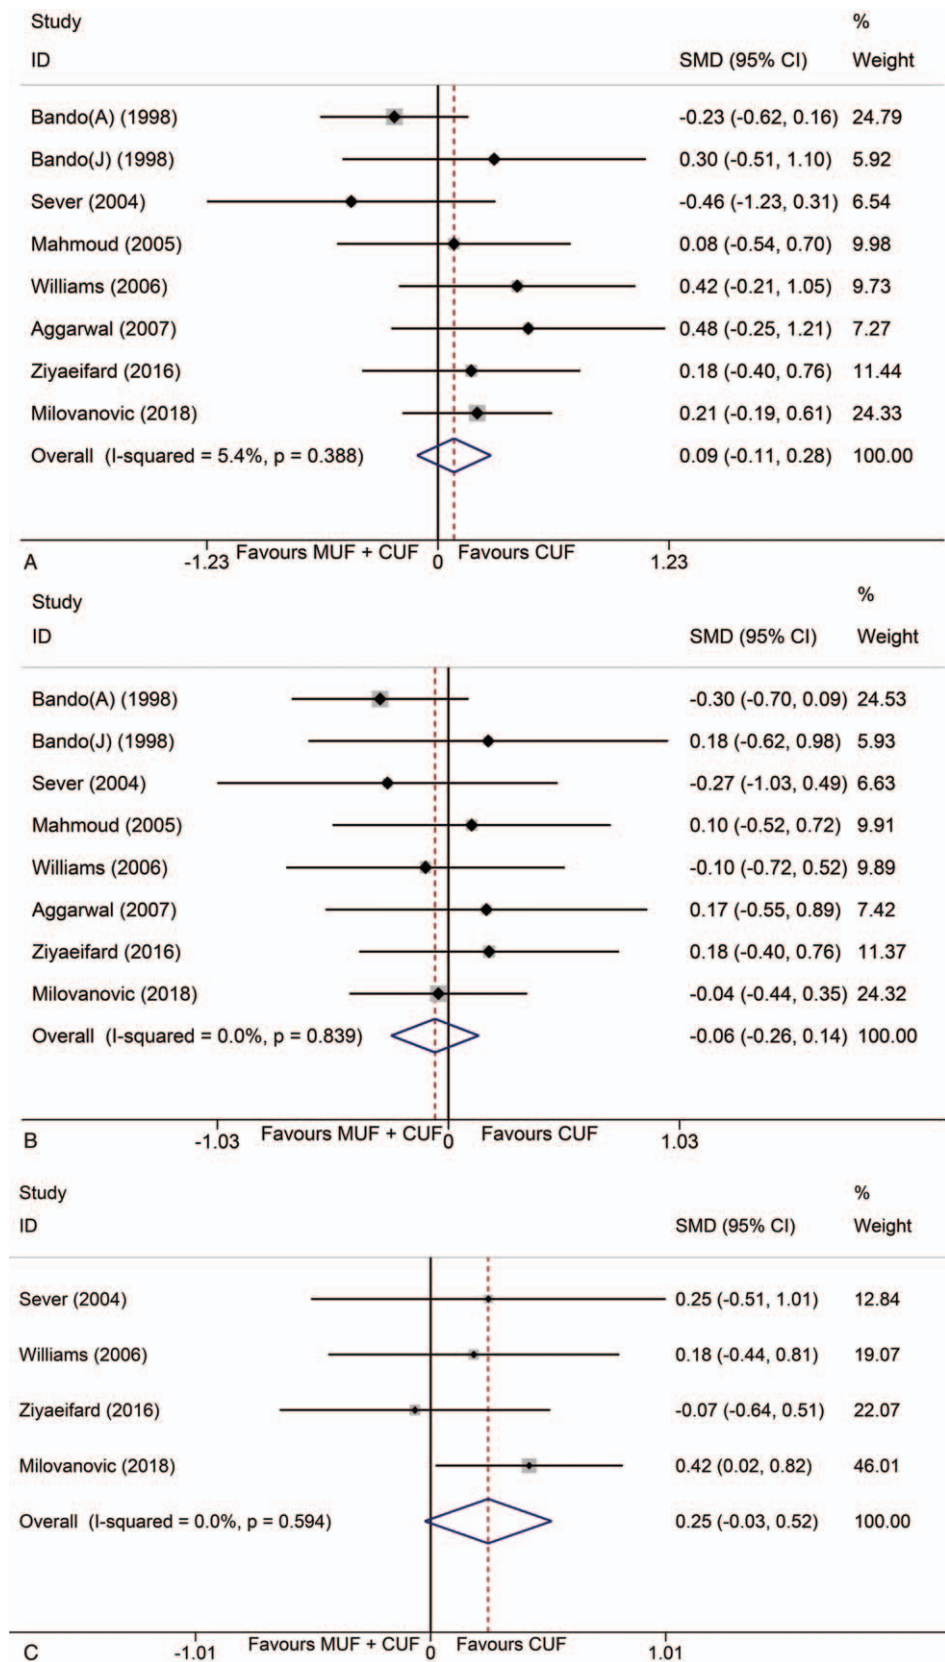 Study %
ID SMD (95% CI) Weight
Bando(A) (1998) -0.23 (-0.62, 0.16) 24.79
Bando(J) (1998) 0.30 (-0.51, 1.10) 5.92
Sever (2004) -0.46 (-1.23, 0.31) 6.54
Mahmoud (2005) 0.08 (-0.54, 0.70) 9.98
Williams (2006) 0.42 (-0.21, 1.05) 9.73
Aggarwal (2007) 0.48 (-0.25, 1.21) 7.27
Ziyaeifard (2016) 0.18 (-0.40, 0.76) 11.44
Milovanovic (2018) 0.21 (-0.19, 0.61) 24.33
Overall (I-squared = 5.4%, p = 0.388) 0.09 (-0.11, 0.28) 100.00
Favours MUF + CUF Favours CUF
A -1.23 0 1.23
Study %
ID SMD (95% CI) Weight
Bando(A) (1998) -0.30 (-0.70, 0.09) 24.53
Bando(J) (1998) 0.18 (-0.62, 0.98) 5.93
Sever (2004) -0.27 (-1.03, 0.49) 6.63
Mahmoud (2005) 0.10 (-0.52, 0.72) 9.91
Williams (2006) -0.10 (-0.72, 0.52) 9.89
Aggarwal (2007) 0.17 (-0.55, 0.89) 7.42
Ziyaeifard (2016) 0.18 (-0.40, 0.76) 11.37
Milovanovic (2018) -0.04 (-0.44, 0.35) 24.32
Overall (I-squared = 0.0%, p = 0.839) -0.06 (-0.26, 0.14) 100.00
Favours MUF + CUF Favours CUF
B -1.03 0 1.03
Study %
ID SMD (95% CI) Weight
Sever (2004) 0.25 (-0.51, 1.01) 12.84
Williams (2006) 0.18 (-0.44, 0.81) 19.07
Ziyaeifard (2016) -0.07 (-0.64, 0.51) 22.07
Milovanovic (2018) 0.42 (0.02, 0.82) 46.01
Overall (I-squared = 0.0%, p = 0.594) 0.25 (-0.03, 0.52) 100.00
Favours MUF + CUF Favours CUF
C -1.01 0 1.01